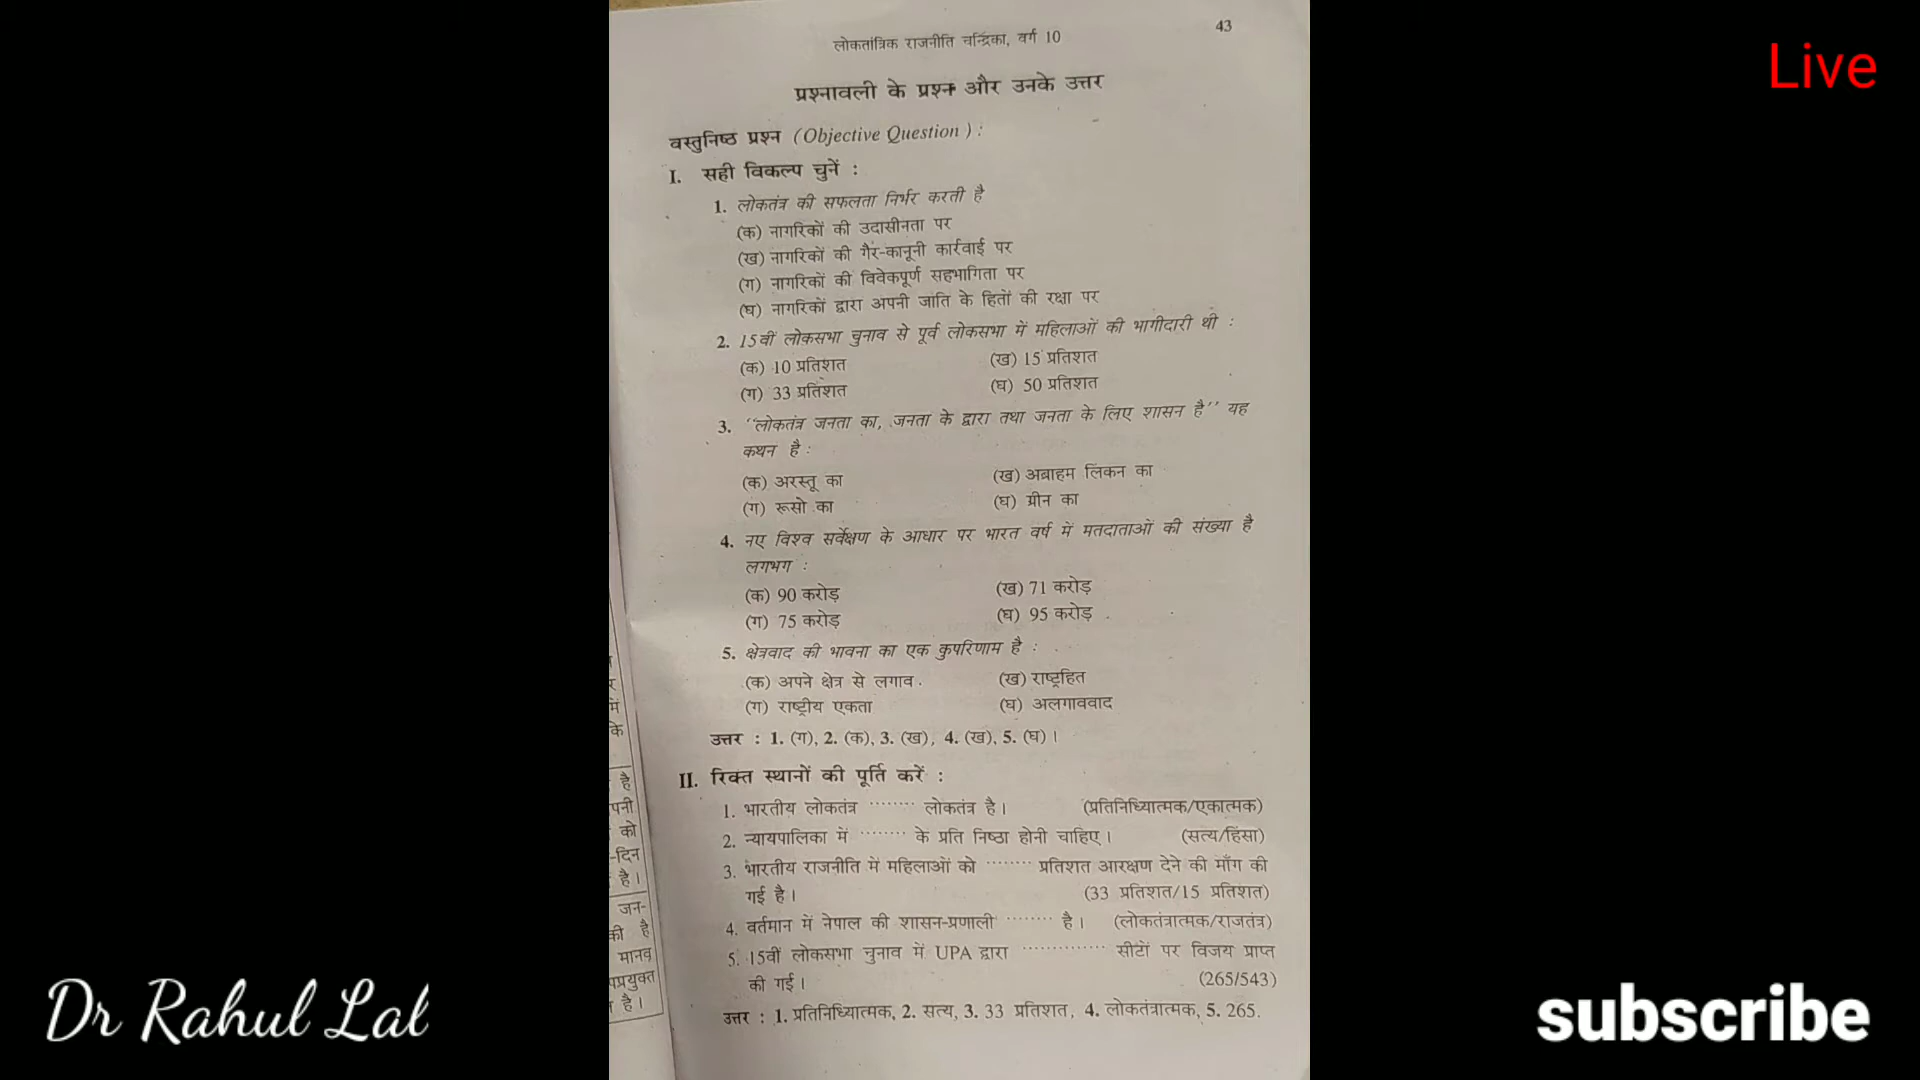 Live
43
लोकतांत्रिक राजनीति चन्द्रिका, वर्ग 10
प्रश्नावली के प्रश्न और उनके उत्तर
वस्तुनिष्ठ प्रश्न (Objective Question ) :
I. सही विकल्प चुनें :
1. लोकतंत्र की सफलता निर्भर करती है
(क) नागरिकों की उदासीनता पर
(ख) नागरिकों की गैर-कानूनी कार्रवाई पर
(ग) नागरिकों की विवेकपूर्ण सहभागिता पर
(घ) नागरिकों द्वारा अपनी जाति के हितों की रक्षा पर
2. 15वीं लोकसभा चुनाव से पूर्व लोकसभा में महिलाओं की भागीदारी थी :
(क) 10 प्रतिशत (ख) 15 प्रतिशत
(ग) 33 प्रतिशत (घ) 50 प्रतिशत
3. ‘‘लोकतंत्र जनता का, जनता के द्वारा तथा जनता के लिए शासन है’’ यह
कथन है :
(क) अरस्तू का (ख) अब्राहम लिंकन का
(ग) रूसो का (घ) ग्रीन का
4. नए विश्व सर्वेक्षण के आधार पर भारत वर्ष में मतदाताओं की संख्या है
लगभग :
(क) 90 करोड़ (ख) 71 करोड़
(ग) 75 करोड़ (घ) 95 करोड़
5. क्षेत्रवाद की भावना का एक कुपरिणाम है :
(क) अपने क्षेत्र से लगाव (ख) राष्ट्रहित
(ग) राष्ट्रीय एकता (घ) अलगाववाद
उत्तर : 1. (ग), 2. (क), 3. (ख), 4. (ख), 5. (घ)।
II. रिक्त स्थानों की पूर्ति करें :
1. भारतीय लोकतंत्र ........ लोकतंत्र है। (प्रतिनिध्यात्मक/एकात्मक)
2. न्यायपालिका में ........ के प्रति निष्ठा होनी चाहिए। (सत्य/हिंसा)
3. भारतीय राजनीति में महिलाओं को ........ प्रतिशत आरक्षण देने की माँग की
गई है। (33 प्रतिशत/15 प्रतिशत)
4. वर्तमान में नेपाल की शासन-प्रणाली ........ है। (लोकतंत्रात्मक/राजतंत्र)
5. 15वीं लोकसभा चुनाव में UPA द्वारा .............. सीटों पर विजय प्राप्त
की गई। (265/543)
उत्तर : 1. प्रतिनिध्यात्मक, 2. सत्य, 3. 33 प्रतिशत, 4. लोकतंत्रात्मक, 5. 265.
में
के
है
पनी
को
-दिन
है।
जन-
की है
मानव
है।
Dr Rahul Lal
subscribe